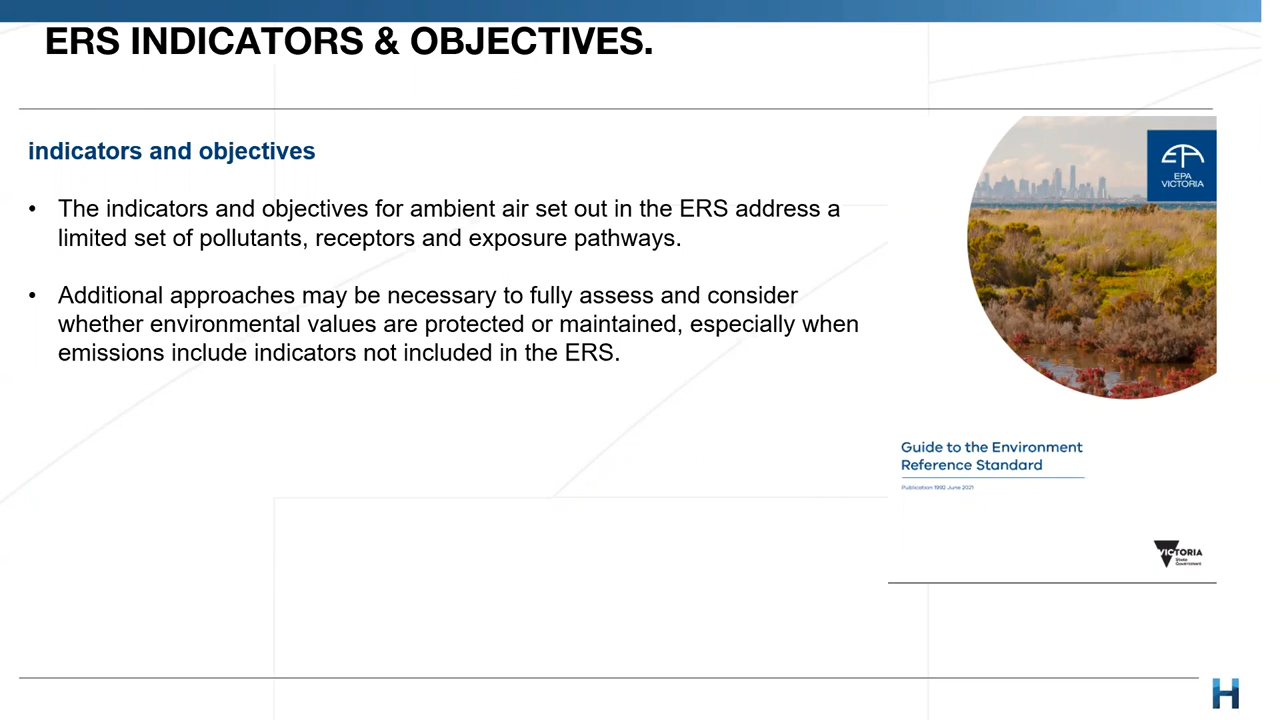 ERS INDICATORS & OBJECTIVES.
indicators and objectives
• The indicators and objectives for ambient air set out in the ERS address a
limited set of pollutants, receptors and exposure pathways.
• Additional approaches may be necessary to fully assess and consider
whether environmental values are protected or maintained, especially when
emissions include indicators not included in the ERS.
EPA
EPA
VICTORIA
Guide to the Environment
Reference Standard
Publication 1992 June 2021
VICTORIA
State
Government
H